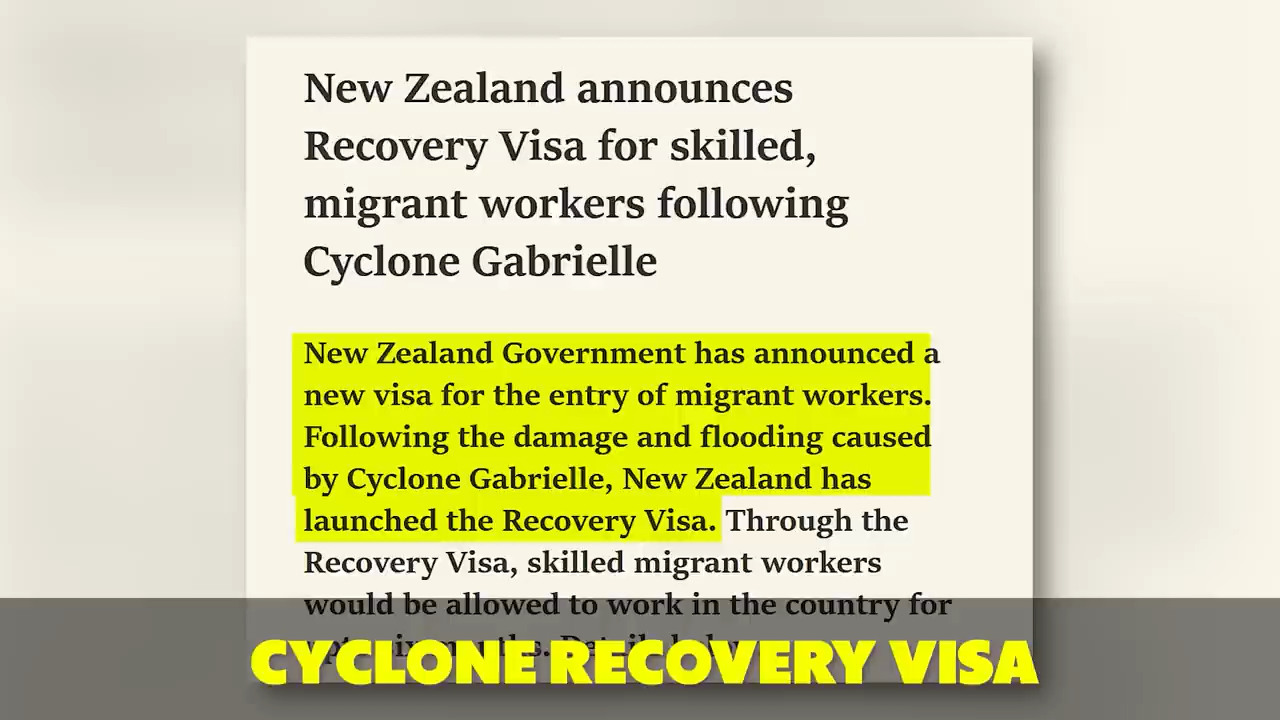 New Zealand announces
Recovery Visa for skilled,
migrant workers following
Cyclone Gabrielle
New Zealand Government has announced a
new visa for the entry of migrant workers.
Following the damage and flooding caused
by Cyclone Gabrielle, New Zealand has
launched the Recovery Visa. Through the
Recovery Visa, skilled migrant workers
would be allowed to work in the country for
CYCLONE RECOVERY VISA